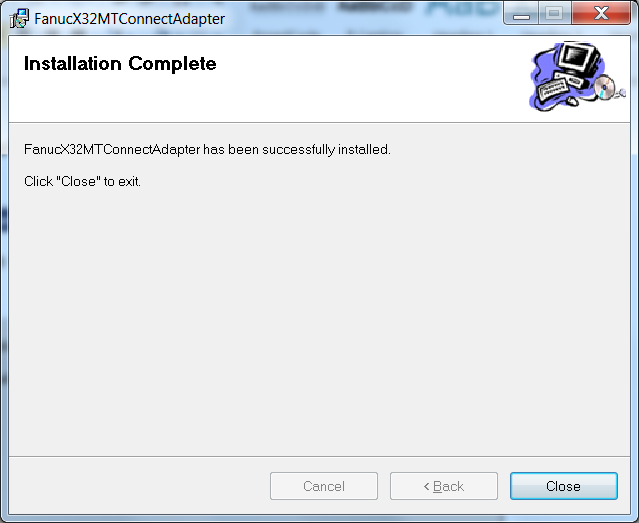 FanucX32MTConnectAdapter
Installation Complete
FanucX32MTConnectAdapter has been successfully installed.
Click "Close" to exit.
Cancel
< Back
Close